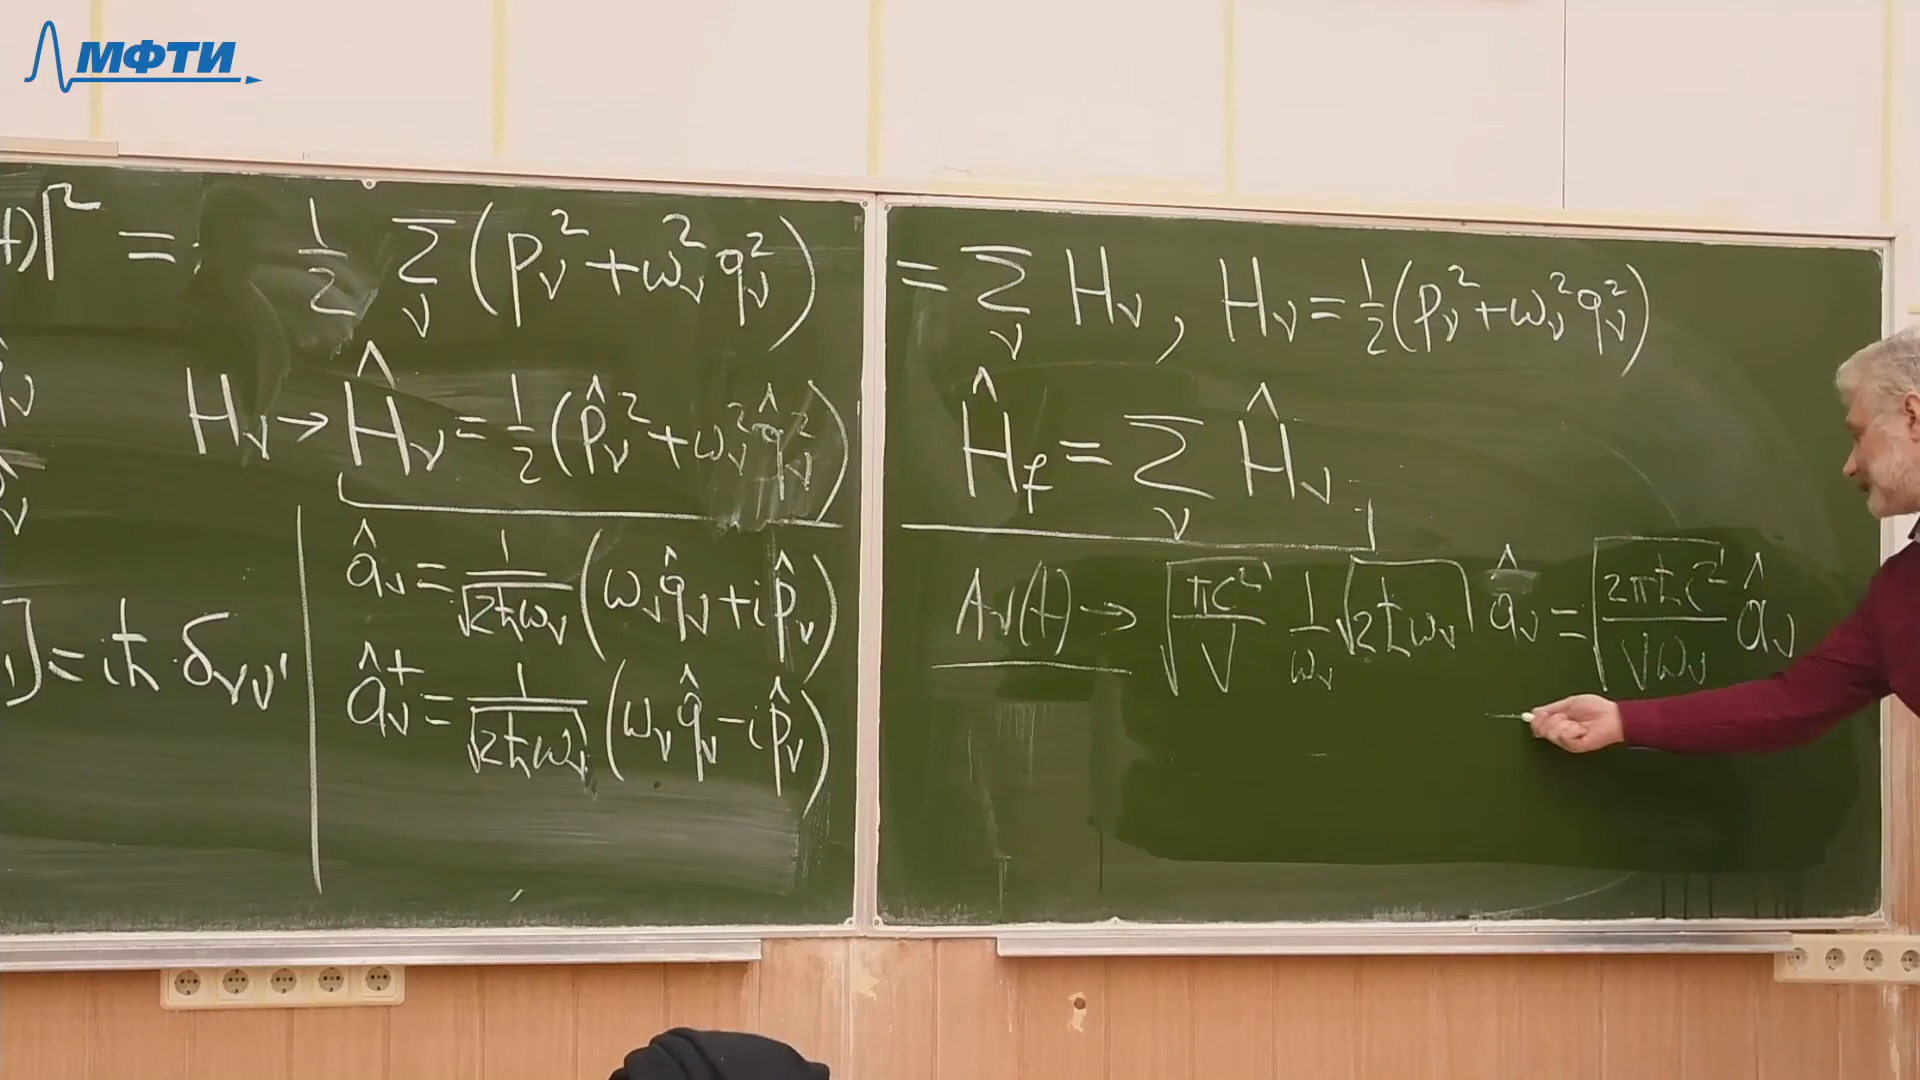 МФТИ
t)|² = 1/2 Σ_ν (p_ν² + ω_ν² q_ν²)
H_ν → Ĥ_ν = 1/2 (p̂_ν² + ω_ν² q̂_ν²)
â_ν = 1/√(2ħω_ν) (ω_ν q̂_ν + i p̂_ν)
] = iħ δ_νν'
â_ν⁺ = 1/√(2ħω_ν) (ω_ν q̂_ν − i p̂_ν)
= Σ_ν H_ν, H_ν = 1/2 (p_ν² + ω_ν² q_ν²)
Ĥ_f = Σ_ν Ĥ_ν
A_ν(t) → √(πc²/V) 1/ω_ν √(2ħω_ν) â_ν = √(2πħc²/(Vω_ν)) â_ν